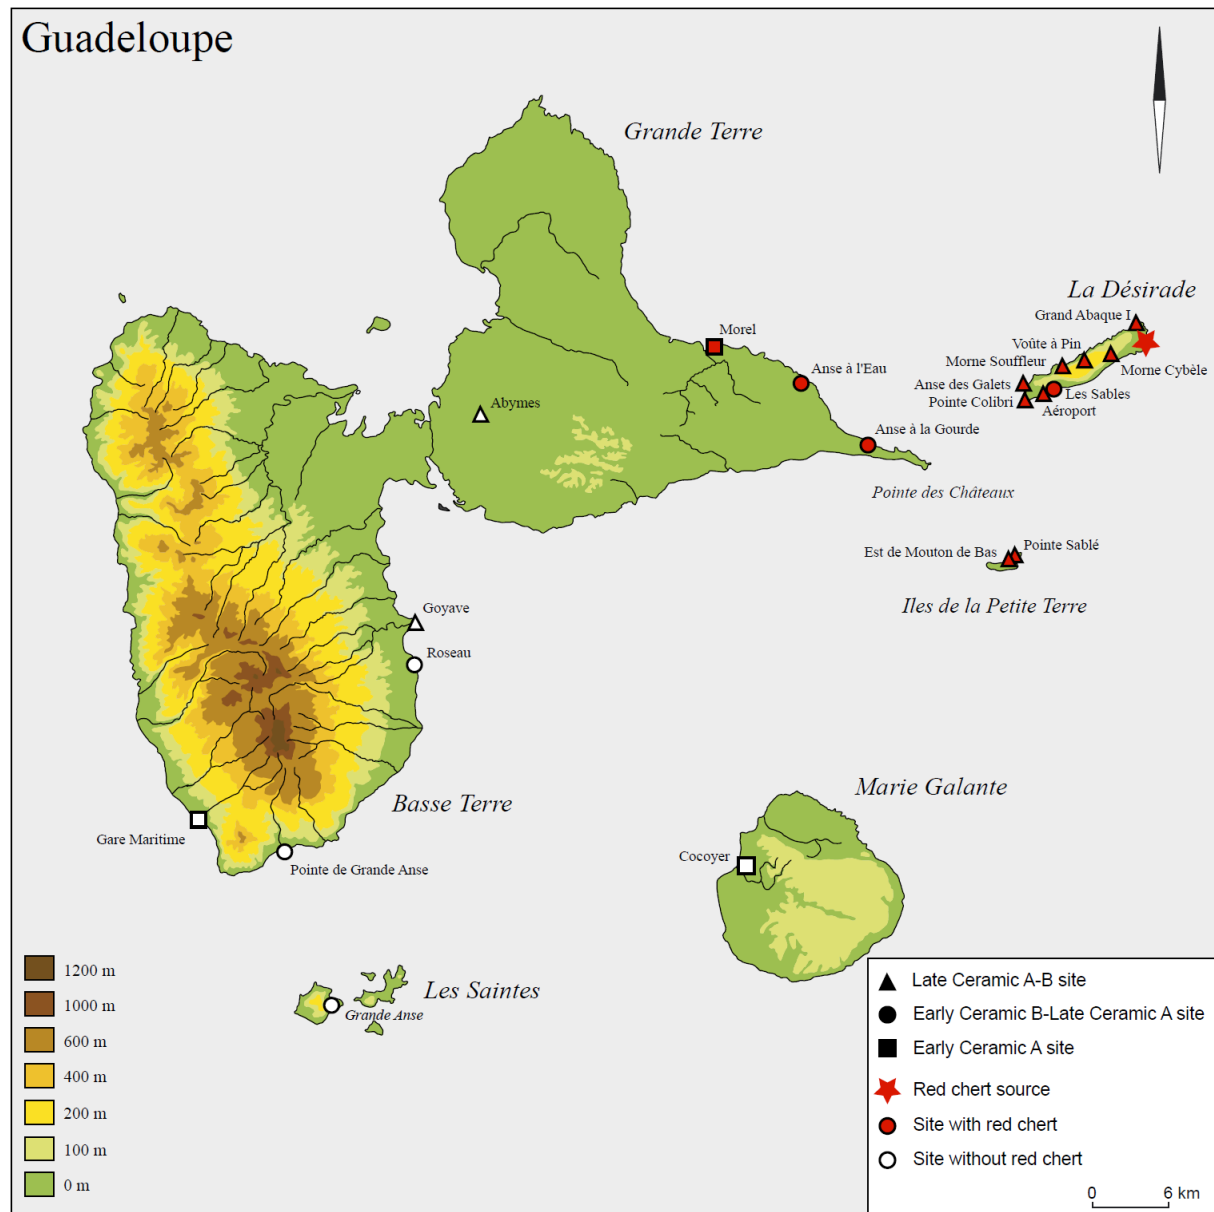 Guadeloupe
Grande Terre
La Désirade
Grand Abaque I
Morel
Voûte à Pin
Anse à l'Eau
Morne Souffleur
Morne Cybèle
Anse des Galets
Les Sables
Pointe Colibri
Aéroport
Abymes
Anse à la Gourde
Pointe des Châteaux
Est de Mouton de Bas
Pointe Sablé
Iles de la Petite Terre
Goyave
Roseau
Basse Terre
Marie Galante
Gare Maritime
Cocoyer
Pointe de Grande Anse
Les Saintes
Grande Anse
1200 m
1000 m
600 m
400 m
200 m
100 m
0 m
Late Ceramic A-B site
Early Ceramic B-Late Ceramic A site
Early Ceramic A site
Red chert source
Site with red chert
Site without red chert
0 6 km